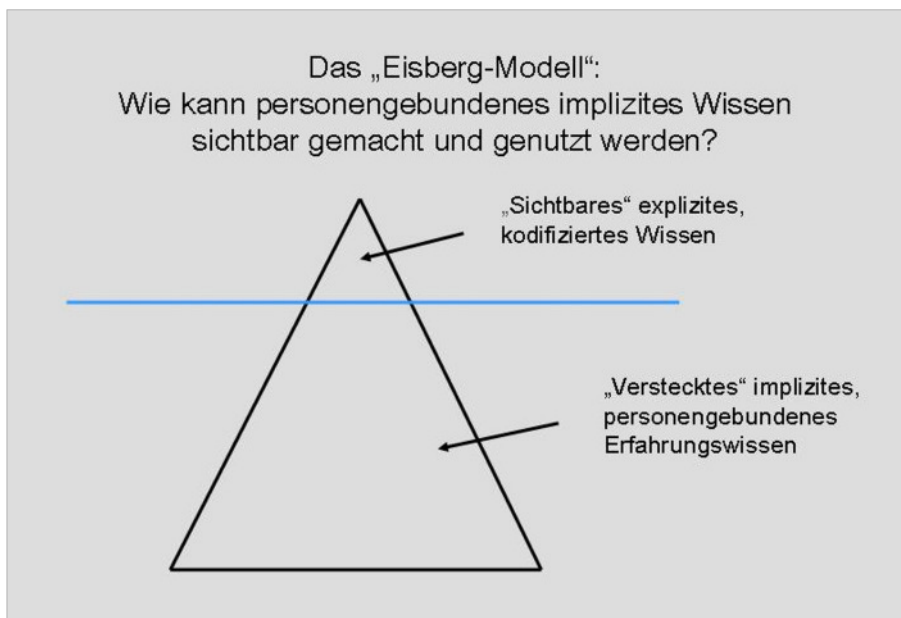 Das „Eisberg-Modell“:
Wie kann personengebundenes implizites Wissen
sichtbar gemacht und genutzt werden?
„Sichtbares“ explizites,
kodifiziertes Wissen
„Verstecktes“ implizites,
personengebundenes
Erfahrungswissen